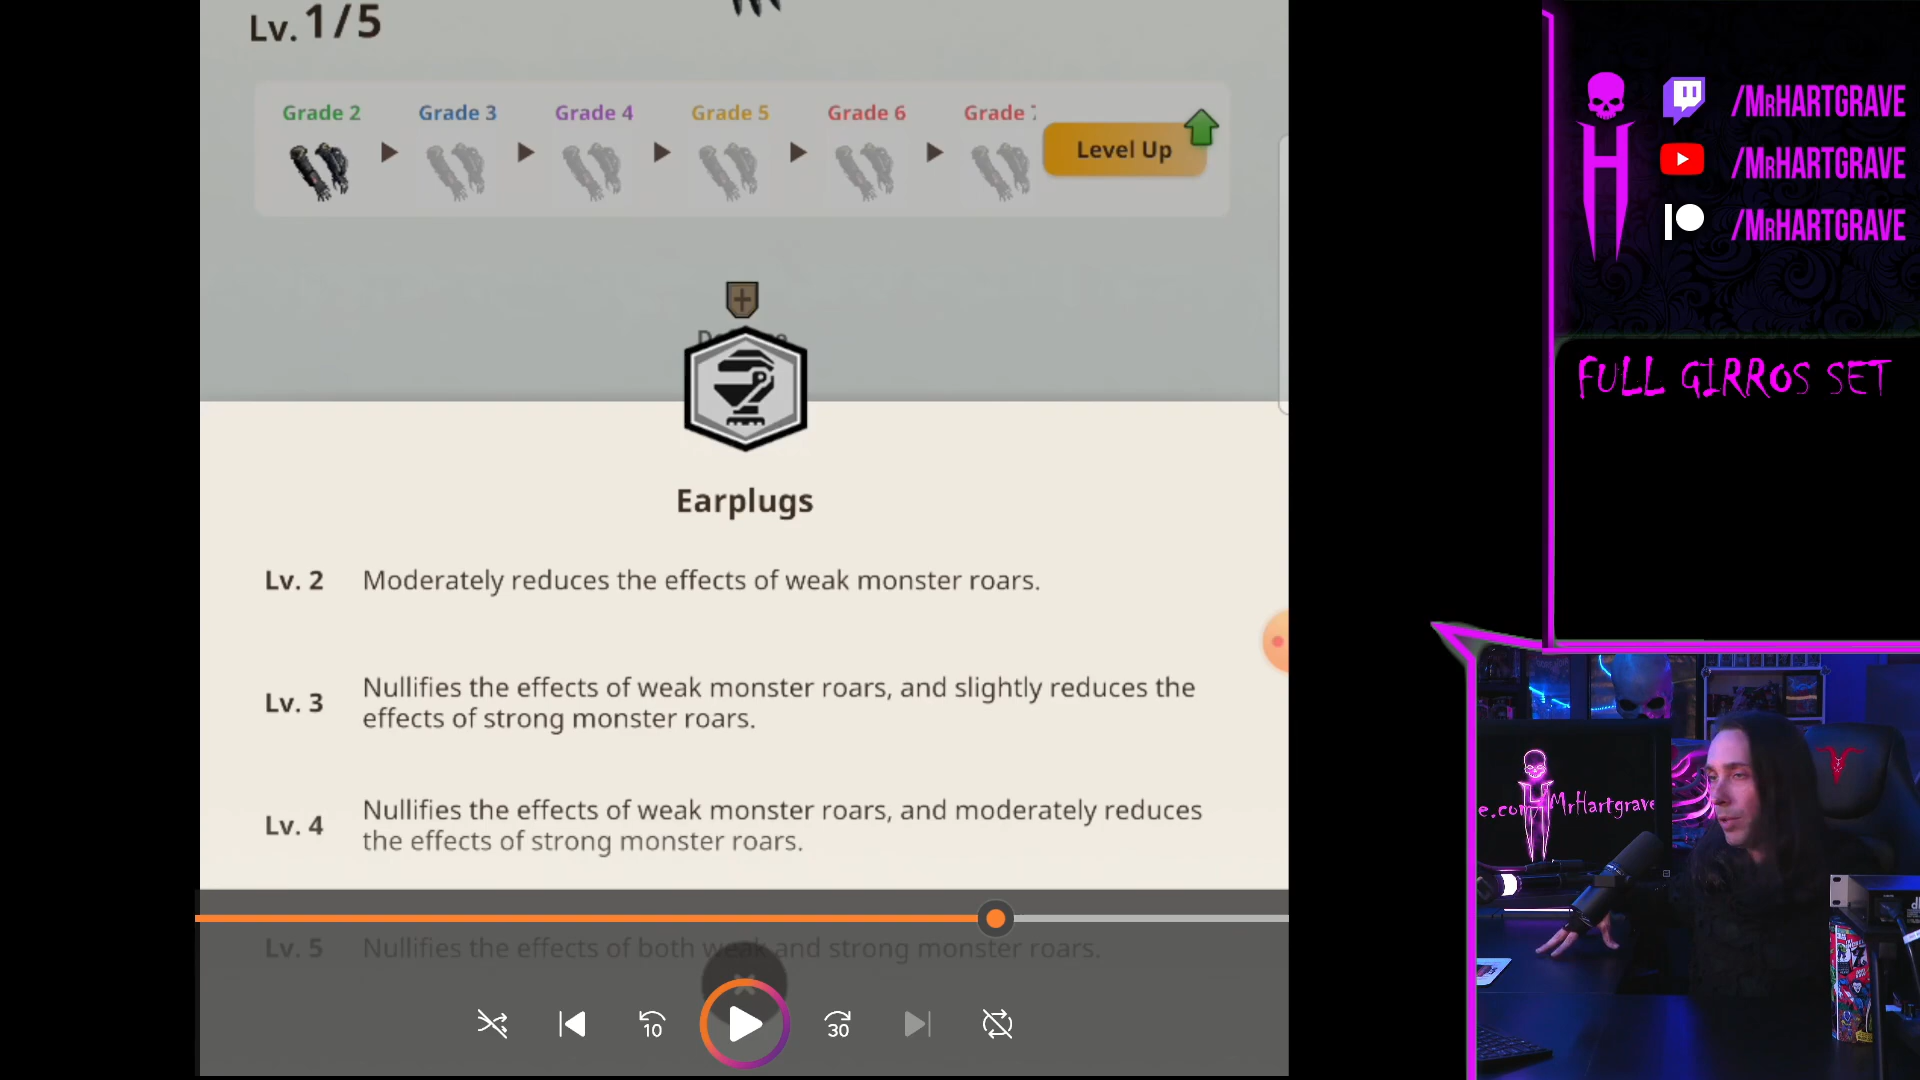 Lv. 1/5
Grade 2
Grade 3
Grade 4
Grade 5
Grade 6
Grade
Level Up
Earplugs
Lv. 2 Moderately reduces the effects of weak monster roars.
Lv. 3 Nullifies the effects of weak monster roars, and slightly reduces the
effects of strong monster roars.
Lv. 4 Nullifies the effects of weak monster roars, and moderately reduces
the effects of strong monster roars.
Lv. 5 Nullifies the effects of both weak and strong monster roars.
10
30
/MRHARTGRAVE
/MRHARTGRAVE
/MRHARTGRAVE
FULL GIRROS SET
e.com/MrHartgrave